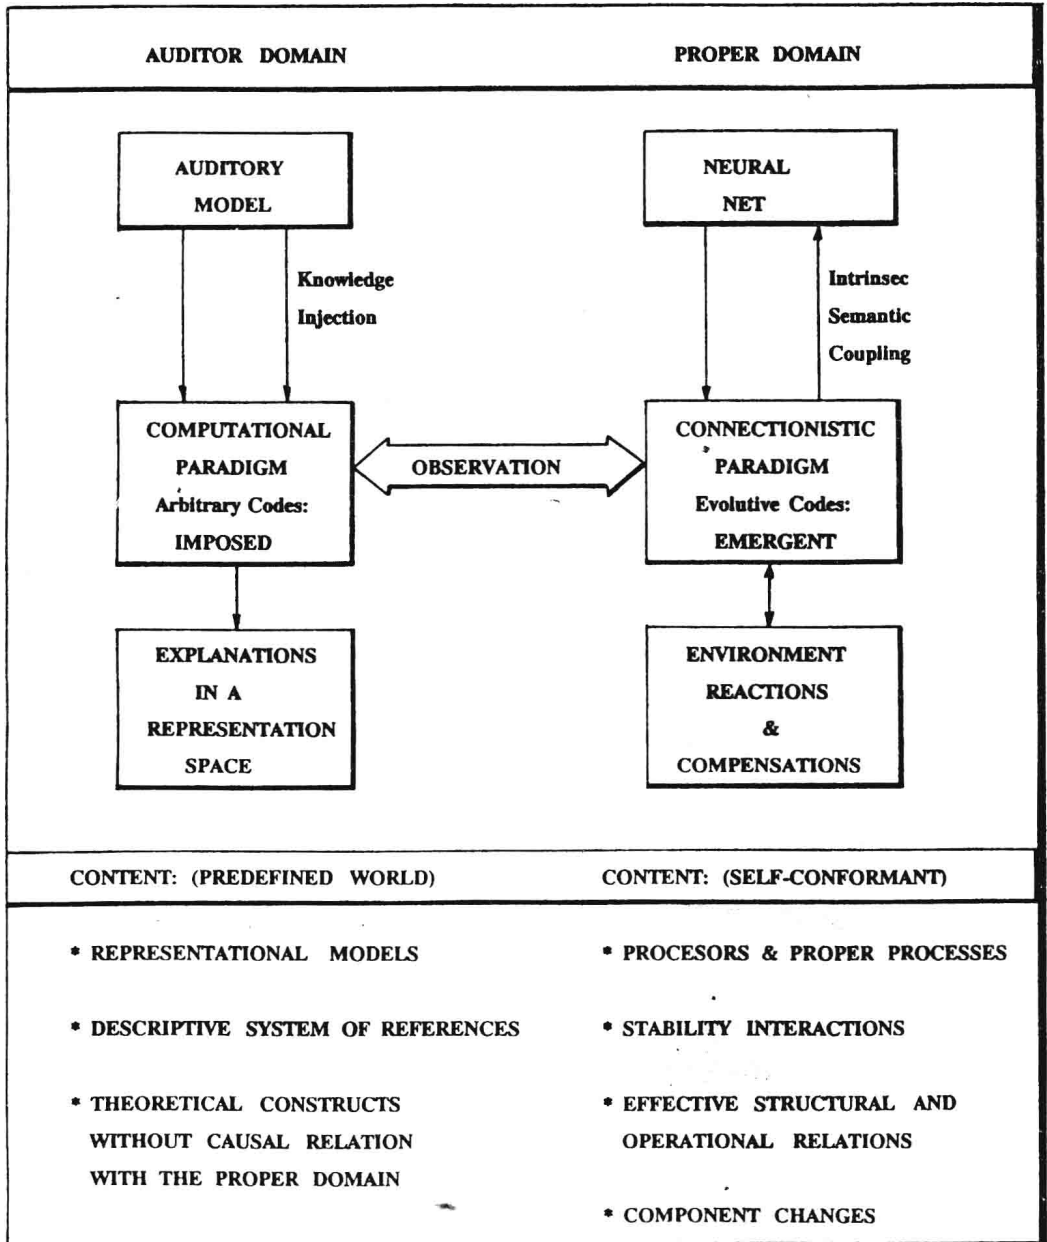 AUDITOR DOMAIN
PROPER DOMAIN
AUDITORY
MODEL
NEURAL
NET
Knowledge
Injection
Intrinsec
Semantic
Coupling
COMPUTATIONAL
PARADIGM
Arbitrary Codes:
IMPOSED
OBSERVATION
CONNECTIONISTIC
PARADIGM
Evolutive Codes:
EMERGENT
EXPLANATIONS
IN A
REPRESENTATION
SPACE
ENVIRONMENT
REACTIONS
&
COMPENSATIONS
CONTENT: (PREDEFINED WORLD)
CONTENT: (SELF-CONFORMANT)
* REPRESENTATIONAL MODELS
* DESCRIPTIVE SYSTEM OF REFERENCES
* THEORETICAL CONSTRUCTS
WITHOUT CAUSAL RELATION
WITH THE PROPER DOMAIN
* PROCESORS & PROPER PROCESSES
* STABILITY INTERACTIONS
* EFFECTIVE STRUCTURAL AND
OPERATIONAL RELATIONS
* COMPONENT CHANGES